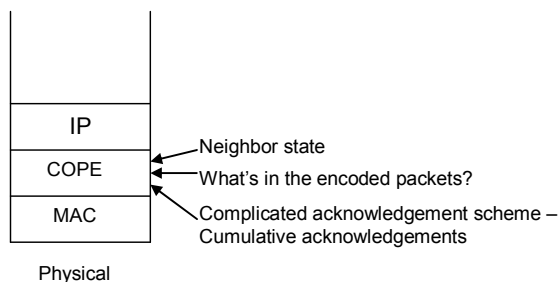 IP
COPE
MAC
Physical
Neighbor state
What's in the encoded packets?
Complicated acknowledgement scheme –
Cumulative acknowledgements